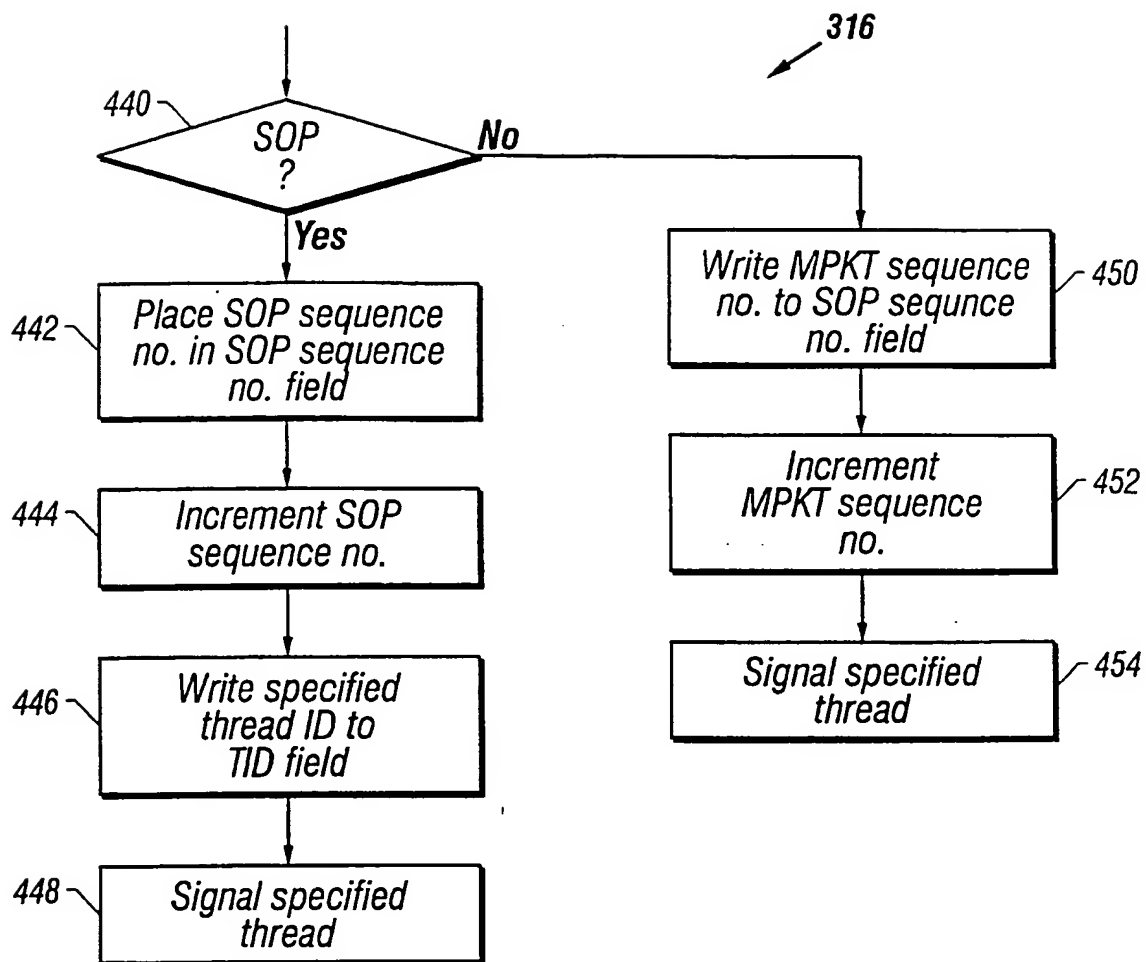 316
440
SOP
?
No
Yes
442
Place SOP sequence
no. in SOP sequence
no. field
444
Increment SOP
sequence no.
446
Write specified
thread ID to
TID field
448
Signal specified
thread
Write MPKT sequence
no. to SOP sequnce
no. field
450
Increment
MPKT sequence
no.
452
Signal specified
thread
454